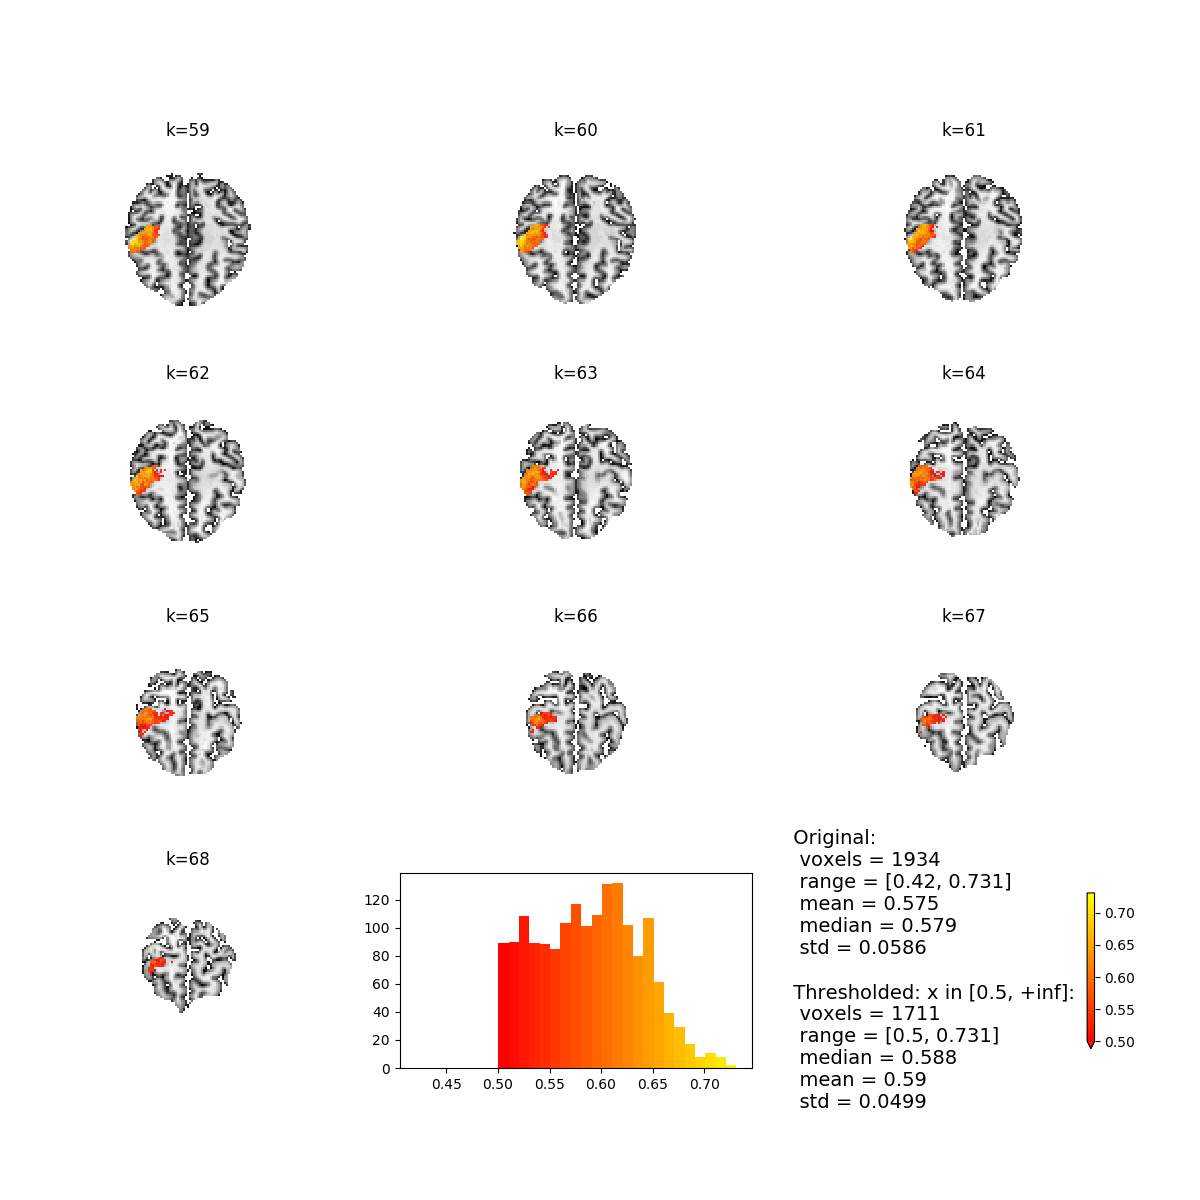 k=59
k=60
k=61
k=62
k=63
k=64
k=65
k=66
k=67
k=68
120
100
80
60
40
20
0
0.45 0.50 0.55 0.60 0.65 0.70
Original:
voxels = 1934
range = [0.42, 0.731]
mean = 0.575
median = 0.579
std = 0.0586
Thresholded: x in [0.5, +inf]:
voxels = 1711
range = [0.5, 0.731]
median = 0.588
mean = 0.59
std = 0.0499
0.70
0.65
0.60
0.55
0.50